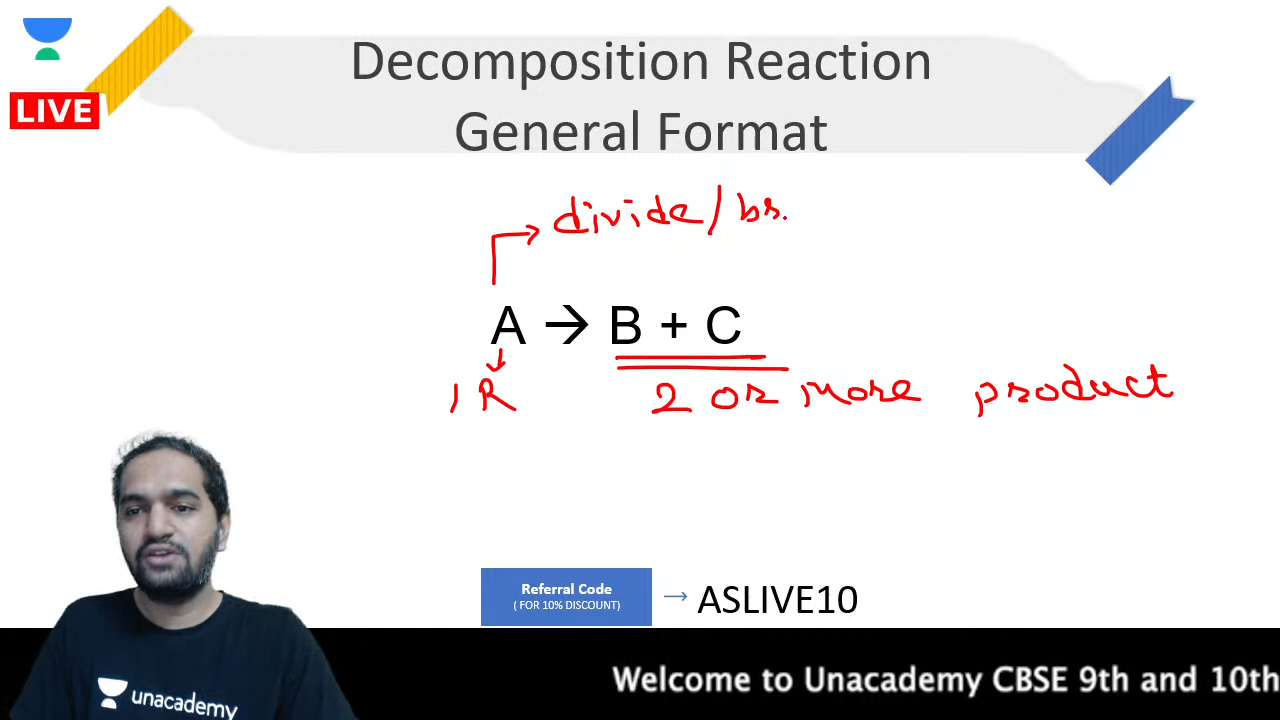 LIVE
Decomposition Reaction
General Format
divide/br
A → B + C
1 R
2 or more product
Referral Code
( FOR 10% DISCOUNT)
→ ASLIVE10
unacademy
Welcome to Unacademy CBSE 9th and 10th